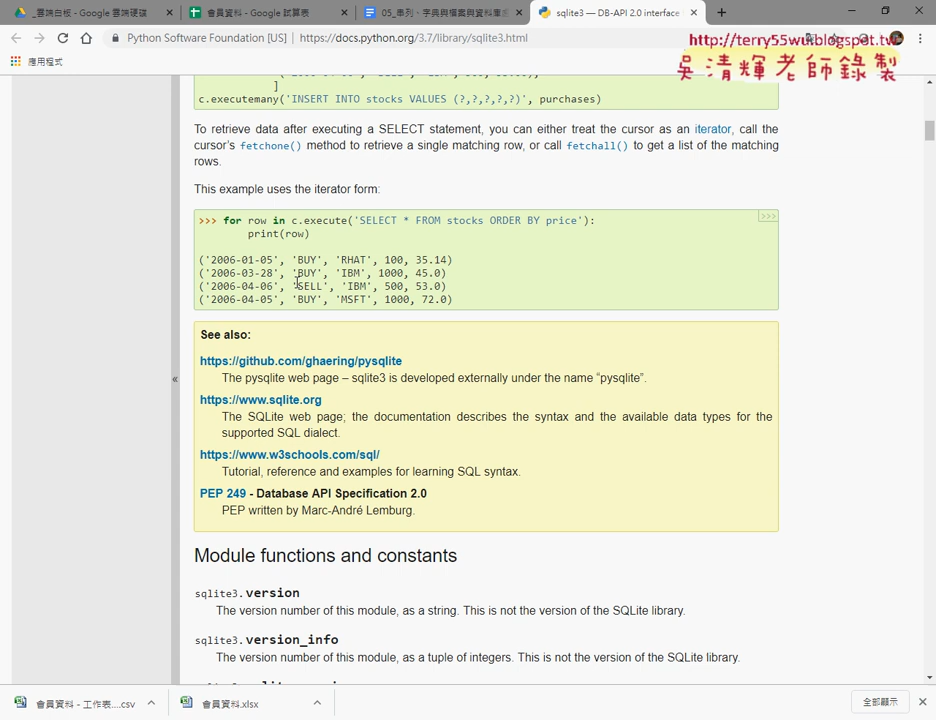 _雲端白板 - Google 雲端硬碟
會員資料 - Google 試算表
05_串列、字典與檔案與資料庫處
sqlite3 — DB-API 2.0 interface
Python Software Foundation [US] | https://docs.python.org/3.7/library/sqlite3.html
http://terry55wu.blogspot.tw
吳清輝老師錄製
應用程式
]
c.executemany('INSERT INTO stocks VALUES (?,?,?,?,?)', purchases)
To retrieve data after executing a SELECT statement, you can either treat the cursor as an iterator, call the
cursor's fetchone() method to retrieve a single matching row, or call fetchall() to get a list of the matching
rows.
This example uses the iterator form:
>>> for row in c.execute('SELECT * FROM stocks ORDER BY price'):
print(row)
>>>
('2006-01-05', 'BUY', 'RHAT', 100, 35.14)
('2006-03-28', 'BUY', 'IBM', 1000, 45.0)
('2006-04-06', 'SELL', 'IBM', 500, 53.0)
('2006-04-05', 'BUY', 'MSFT', 1000, 72.0)
See also:
https://github.com/ghaering/pysqlite
The pysqlite web page – sqlite3 is developed externally under the name “pysqlite”.
https://www.sqlite.org
The SQLite web page; the documentation describes the syntax and the available data types for the
supported SQL dialect.
https://www.w3schools.com/sql/
Tutorial, reference and examples for learning SQL syntax.
PEP 249 - Database API Specification 2.0
PEP written by Marc-André Lemburg.
Module functions and constants
sqlite3.version
The version number of this module, as a string. This is not the version of the SQLite library.
sqlite3.version_info
The version number of this module, as a tuple of integers. This is not the version of the SQLite library.
會員資料 - 工作表....csv
會員資料.xlsx
全部顯示